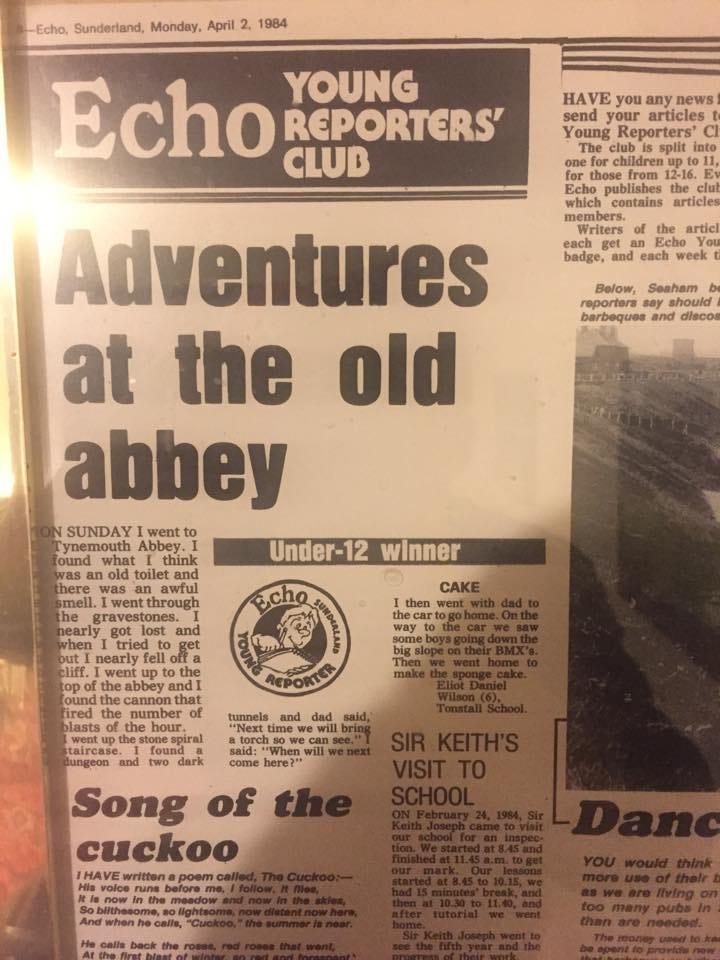 Echo, Sunderland, Monday, April 2, 1984
Echo YOUNG
REPORTERS'
CLUB
Adventures
at the old
abbey
ON SUNDAY I went to
Tynemouth Abbey. I
found what I think
was an old toilet and
there was an awful
smell. I went through
the gravestones. I
nearly got lost and
when I tried to get
out I nearly fell off a
cliff. I went up to the
top of the abbey and I
found the cannon that
fired the number of
blasts of the hour.
I went up the stone spiral
staircase. I found a
dungeon and two dark
Under-12 winner
Echo SUNDERLAND
YOUNG REPORTER
tunnels and dad said,
"Next time we will bring
a torch so we can see." I
said: "When will we next
come here?"
CAKE
I then went with dad to
the car to go home. On the
way to the car we saw
some boys going down the
big slope on their BMX's.
Then we went home to
make the sponge cake.
Eliot Daniel
Wilson (6),
Tonstall School.
Song of the
cuckoo
I HAVE written a poem called, The Cuckoo:—
His voice runs before me, I follow, it flies,
It is now in the meadow and now in the skies,
So blithesome, so lightsome, now distant now here,
And when he calls, "Cuckoo," the summer is near.
He calls back the roses, red roses that went,
At the first blast of winter, so red and forespent
SIR KEITH'S
VISIT TO
SCHOOL
ON February 24, 1984, Sir
Keith Joseph came to visit
our school for an inspec-
tion. We started at 8.45 and
finished at 11.45 a.m. to get
our mark. Our lessons
started at 8.45 to 10.15, we
had 15 minutes' break, and
then at 10.30 to 11.40, and
after tutorial we went
home.
Sir Keith Joseph went to
see the fifth year and the
progress of their work.
HAVE you any news
send your articles
Young Reporters'
The club is split into
one for children up to 11,
for those from 12-16.
Echo publishes the
which contains articles
members.
Writers of the
each get an Echo
badge, and each week
Below, Seaham
reporters say should
barbeques and discos
YOU would think
more use of their
as we are living on
too many pubs in
than are needed.
The money used to
be spent to provide new